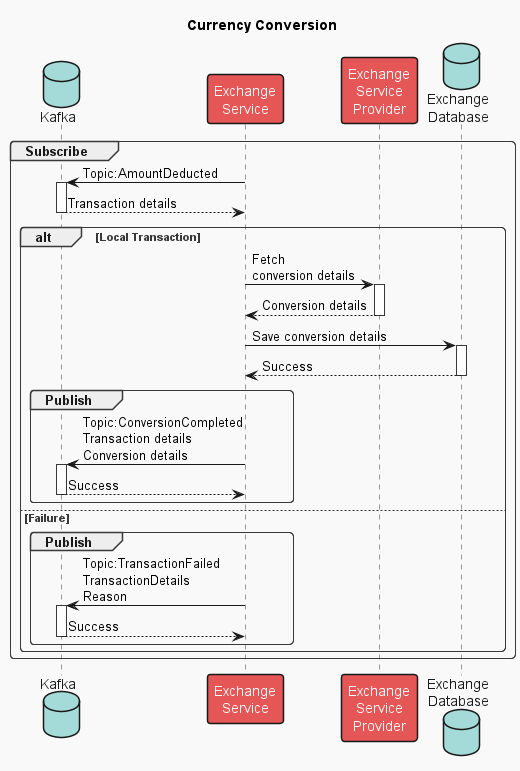 Currency Conversion
Kafka
Exchange
Service
Exchange
Service
Provider
Exchange
Database
Subscribe
Topic:AmountDeducted
Transaction details
alt
[Local Transaction]
Fetch
conversion details
Conversion details
Save conversion details
Success
Publish
Topic:ConversionCompleted
Transaction details
Conversion details
Success
[Failure]
Publish
Topic:TransactionFailed
TransactionDetails
Reason
Success
Kafka
Exchange
Service
Exchange
Service
Provider
Exchange
Database